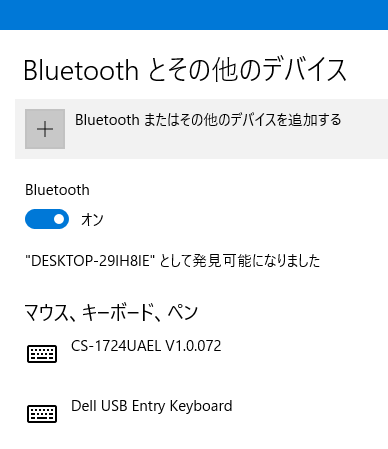 Bluetooth とその他のデバイス
Bluetooth またはその他のデバイスを追加する
Bluetooth
オン
"DESKTOP-29IH8IE" として発見可能になりました
マウス、キーボード、ペン
CS-1724UAEL V1.0.072
Dell USB Entry Keyboard